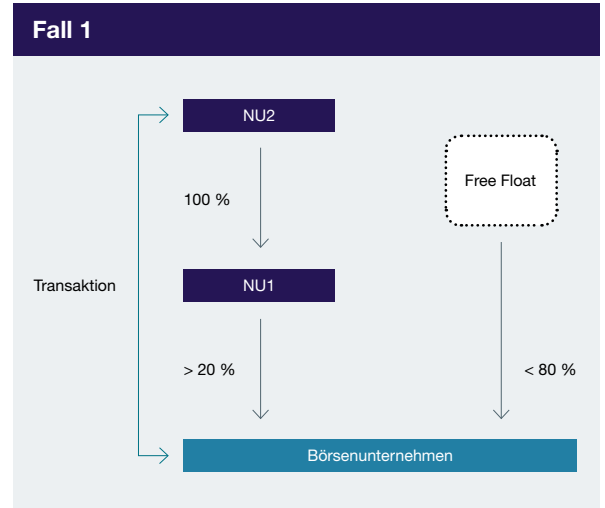 Fall 1
NU2
Free Float
100 %
Transaktion
NU1
> 20 %
< 80 %
Börsenunternehmen